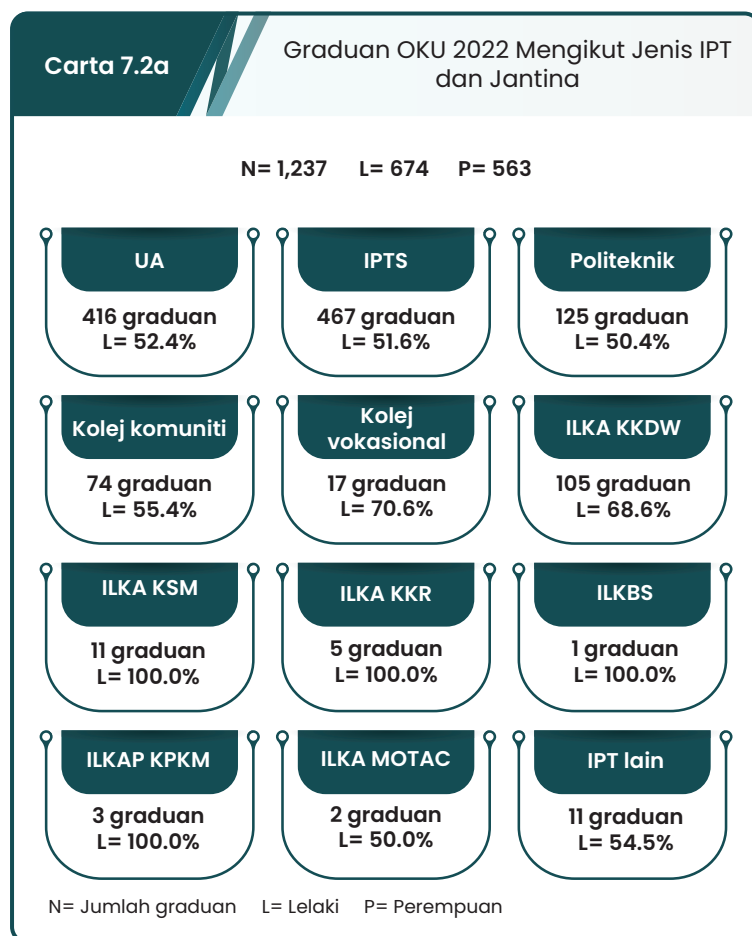 Carta 7.2a
Graduan OKU 2022 Mengikut Jenis IPT
dan Jantina
N= 1,237 L= 674 P= 563
UA
416 graduan
L= 52.4%
IPTS
467 graduan
L= 51.6%
Politeknik
125 graduan
L= 50.4%
Kolej komuniti
74 graduan
L= 55.4%
Kolej
vokasional
17 graduan
L= 70.6%
ILKA KKDW
105 graduan
L= 68.6%
ILKA KSM
11 graduan
L= 100.0%
ILKA KKR
5 graduan
L= 100.0%
ILKBS
1 graduan
L= 100.0%
ILKAP KPKM
3 graduan
L= 100.0%
ILKA MOTAC
2 graduan
L= 50.0%
IPT lain
11 graduan
L= 54.5%
N= Jumlah graduan L= Lelaki P= Perempuan